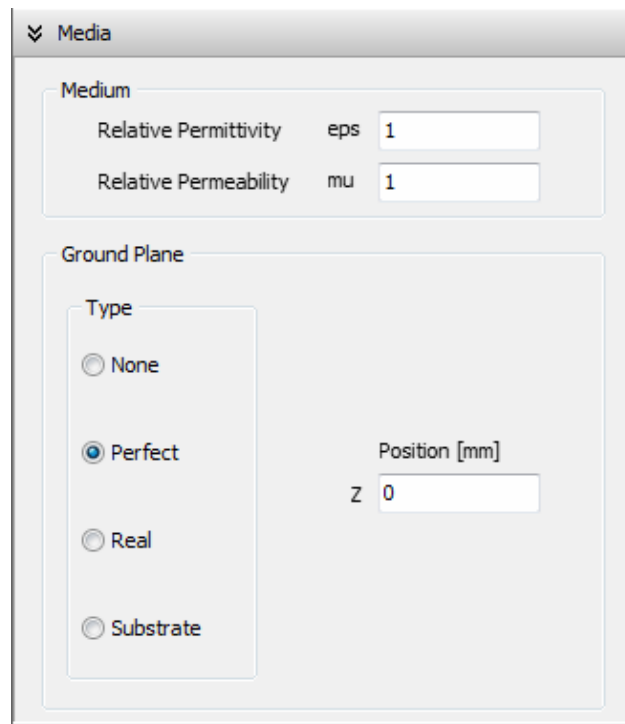 Media
Medium
Relative Permittivity eps 1
Relative Permeability mu 1
Ground Plane
Type
None
Perfect
Position [mm]
Z 0
Real
Substrate